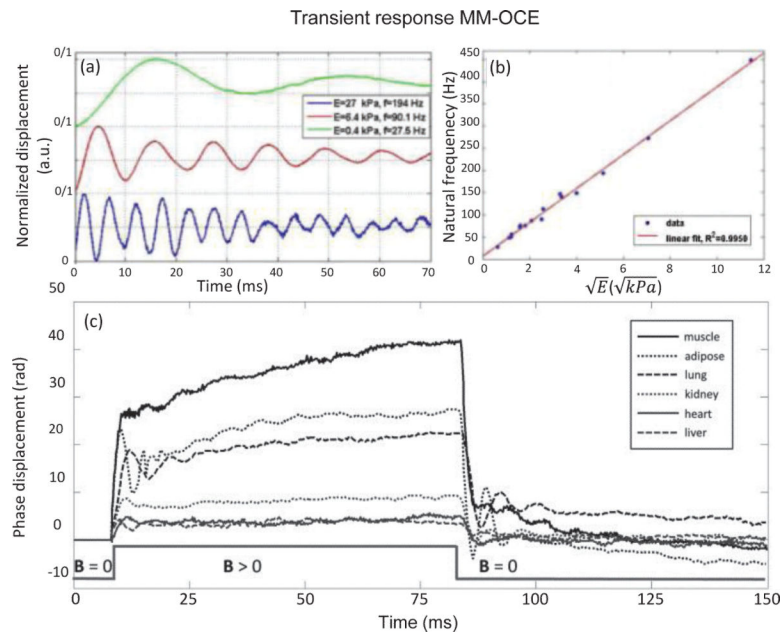 Transient response MM-OCE
(a)
0/1
0/1
0/1
0
Normalized displacement
(a.u.)
E=27 kPa, f=194 Hz
E=6.4 kPa, f=90.1 Hz
E=0.4 kPa, f=27.5 Hz
0 10 20 30 40 50 60 70
Time (ms)
(b)
450
400
350
300
250
200
150
100
50
0
Natural frequenecy (Hz)
data
linear fit, R²=0.9950
0 2 4 6 8 10 12
√E(√kPa)
(c)
50
40
30
20
10
0
-10
Phase displacement (rad)
muscle
adipose
lung
kidney
heart
liver
B = 0
B > 0
B = 0
0 25 50 75 100 125 150
Time (ms)